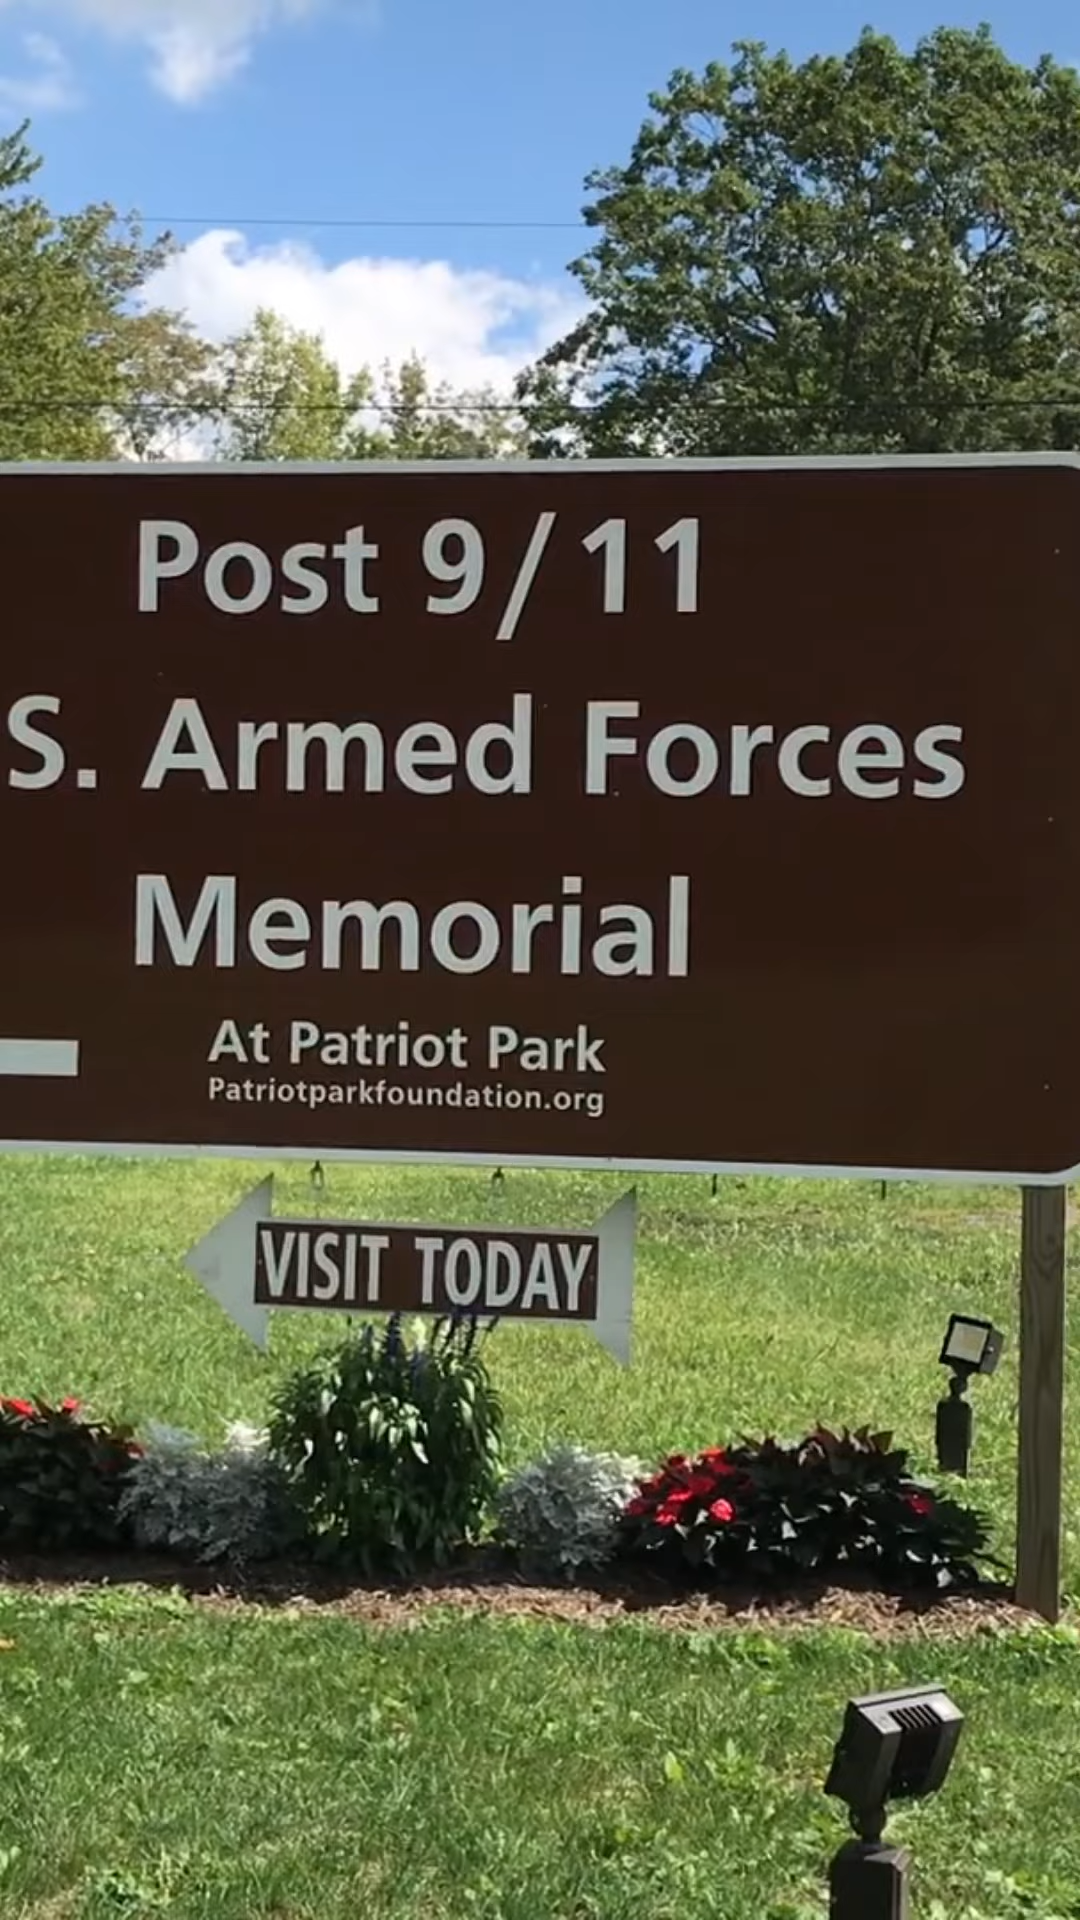 Post 9/11
S. Armed Forces
Memorial
At Patriot Park
Patriotparkfoundation.org
VISIT TODAY